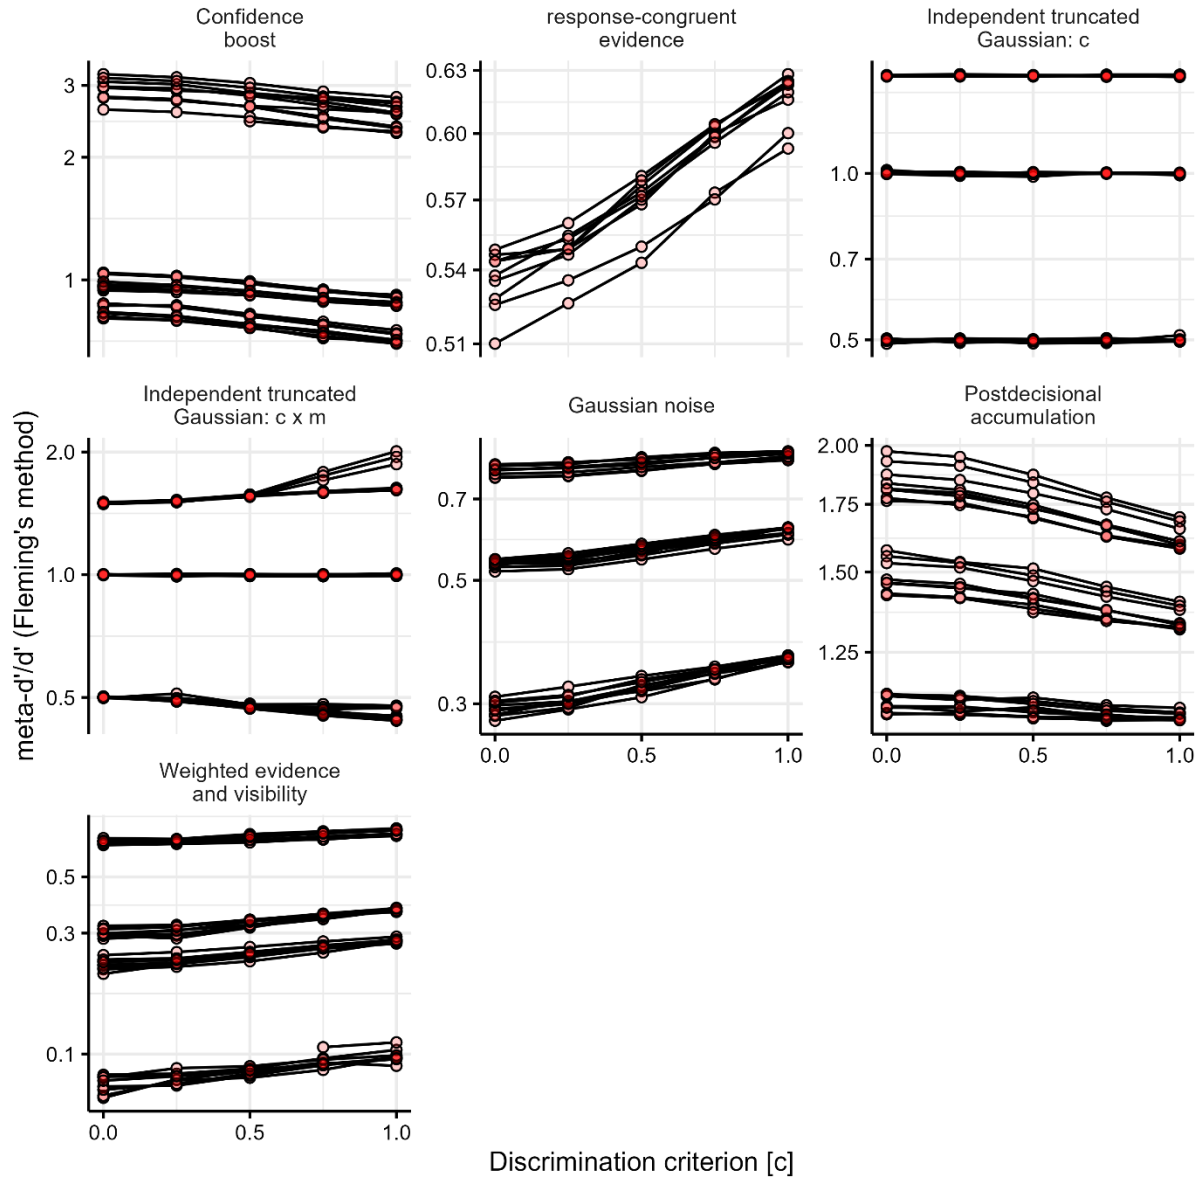 Confidence
boost
3
2
1
response-congruent
evidence
0.63
0.60
0.57
0.54
0.51
Independent truncated
Gaussian: c
1.0
0.7
0.5
Independent truncated
Gaussian: c x m
2.0
1.0
0.5
Gaussian noise
0.7
0.5
0.3
0.0 0.5 1.0
Postdecisional
accumulation
2.00
1.75
1.50
1.25
0.0 0.5 1.0
Weighted evidence
and visibility
0.5
0.3
0.1
0.0 0.5 1.0
meta-d'/d' (Fleming's method)
Discrimination criterion [c]